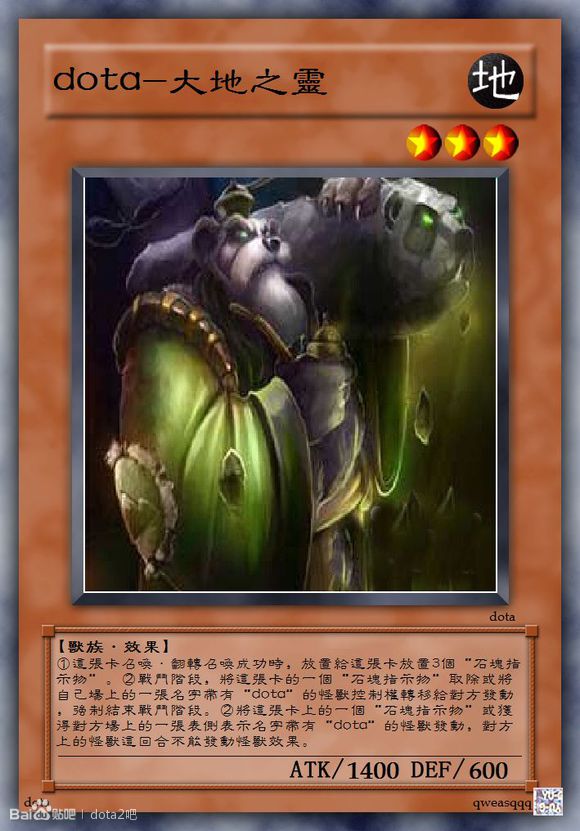 dota-大地之靈
地
dota
【獸族·效果】
①這張卡召喚·翻轉召喚成功時，放置給這張卡放置3個“石塊指
示物”。②戰鬥階段，將這張卡的一個“石塊指示物”取除或將
自己場上的一張名字帶有“dota”的怪獸控制權轉移給對方發動
，強制結束戰鬥階段。②將這張卡上的一個“石塊指示物”或獲
得對方場上的一張表側表示名字帶有“dota”的怪獸發動，對方
上的怪獸這回合不能發動怪獸效果。
ATK/1400 DEF/600
qweasqqq
Bai貼吧 | dota2吧